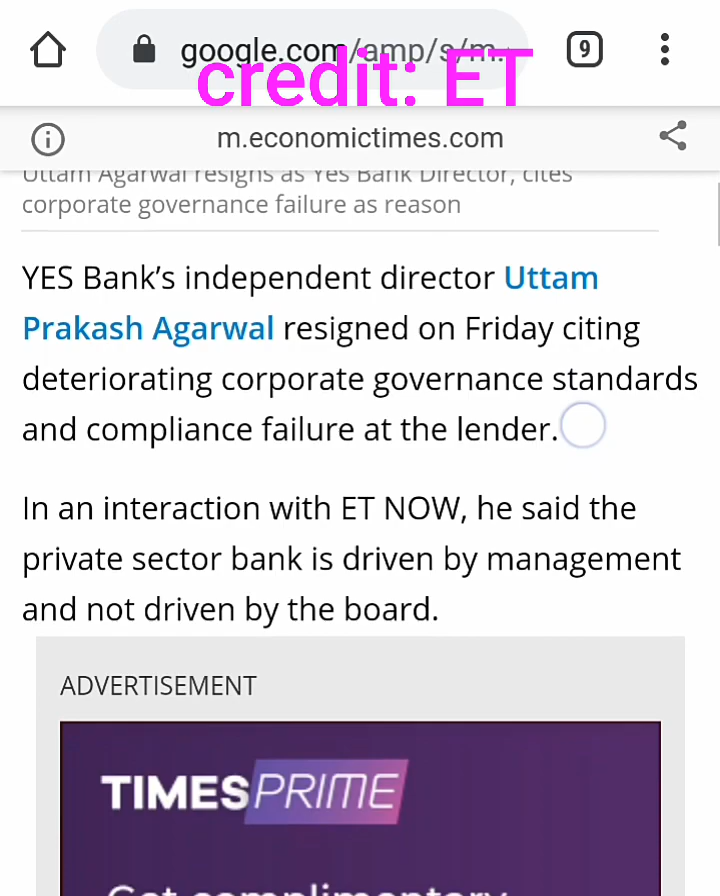 google.com/amp/s/m.
9
credit: ET
m.economictimes.com
Uttam Agarwal resigns as Yes Bank Director, cites
corporate governance failure as reason
YES Bank's independent director Uttam
Prakash Agarwal resigned on Friday citing
deteriorating corporate governance standards
and compliance failure at the lender.
In an interaction with ET NOW, he said the
private sector bank is driven by management
and not driven by the board.
ADVERTISEMENT
TIMESPRIME
Get complimentary